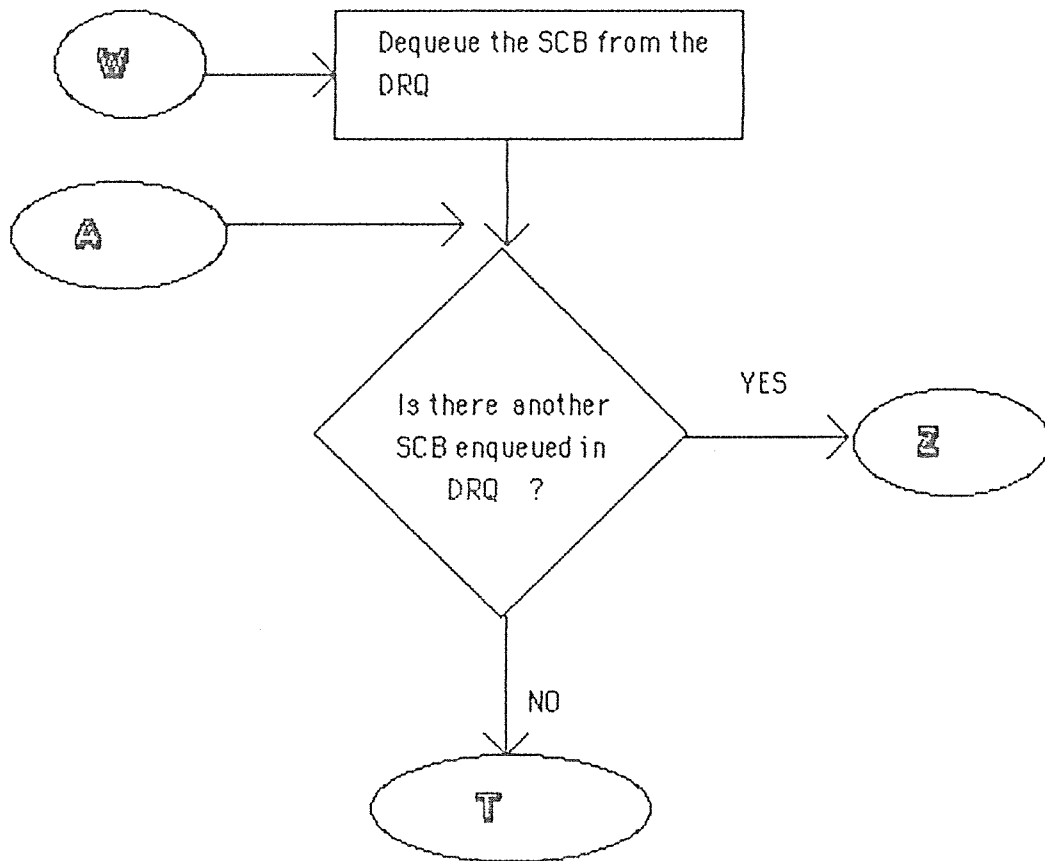 W
Dequeue the SCB from the
DRQ
A
Is there another
SCB enqueued in
DRQ ?
YES
Z
NO
T